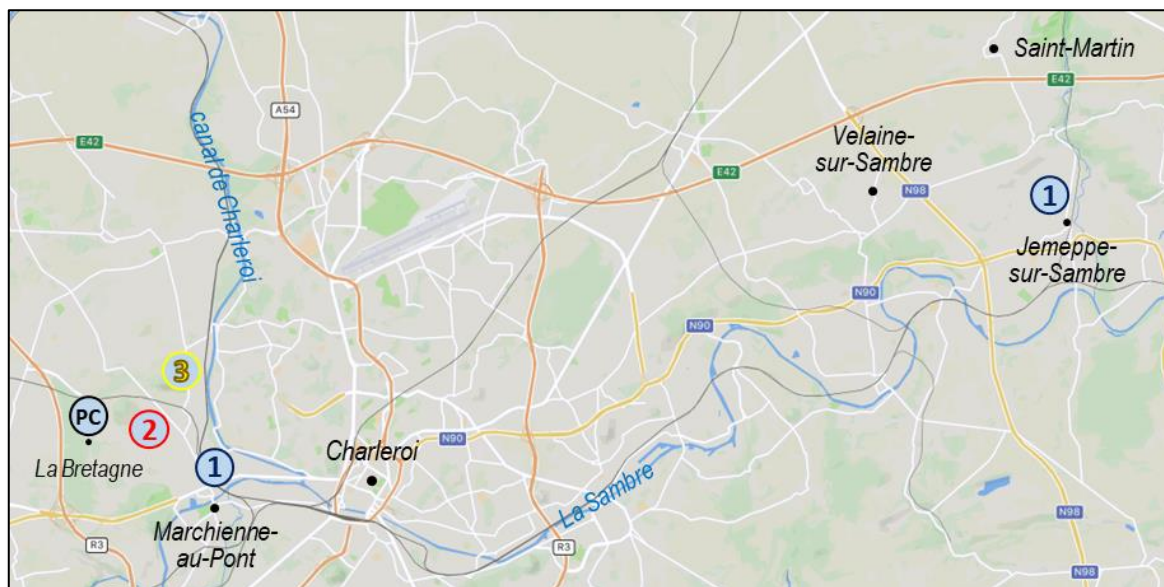 Saint-Martin
E42
A54
canal de Charleroi
E42
Velaine-
sur-Sambre
E42
N98
1
Jemeppe-
sur-Sambre
N90
N90
3
PC
2
La Bretagne
1
Charleroi
N90
La Sambre
Marchienne-
au-Pont
R3
R3
N98
N98